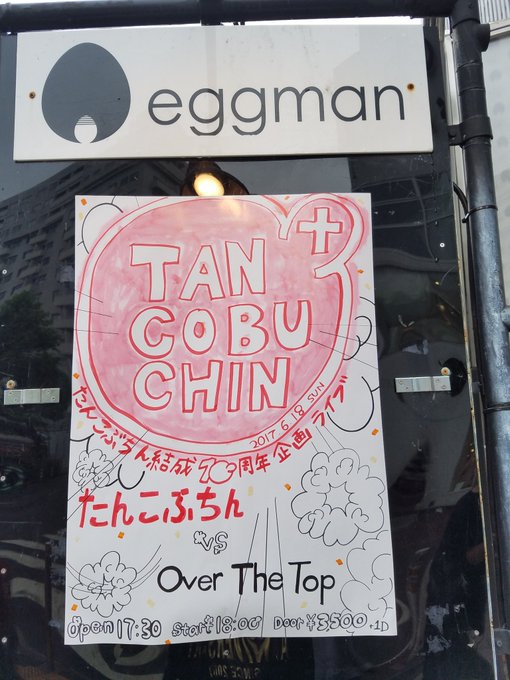 eggman
TAN
COBU
CHIN
2017 6.18 SUN
たんこぶちん結成10周年企画ライブ
たんこぶちん
VS
Over The Top
Open 17:30 Start 18:00 Door ¥3,500 +1D